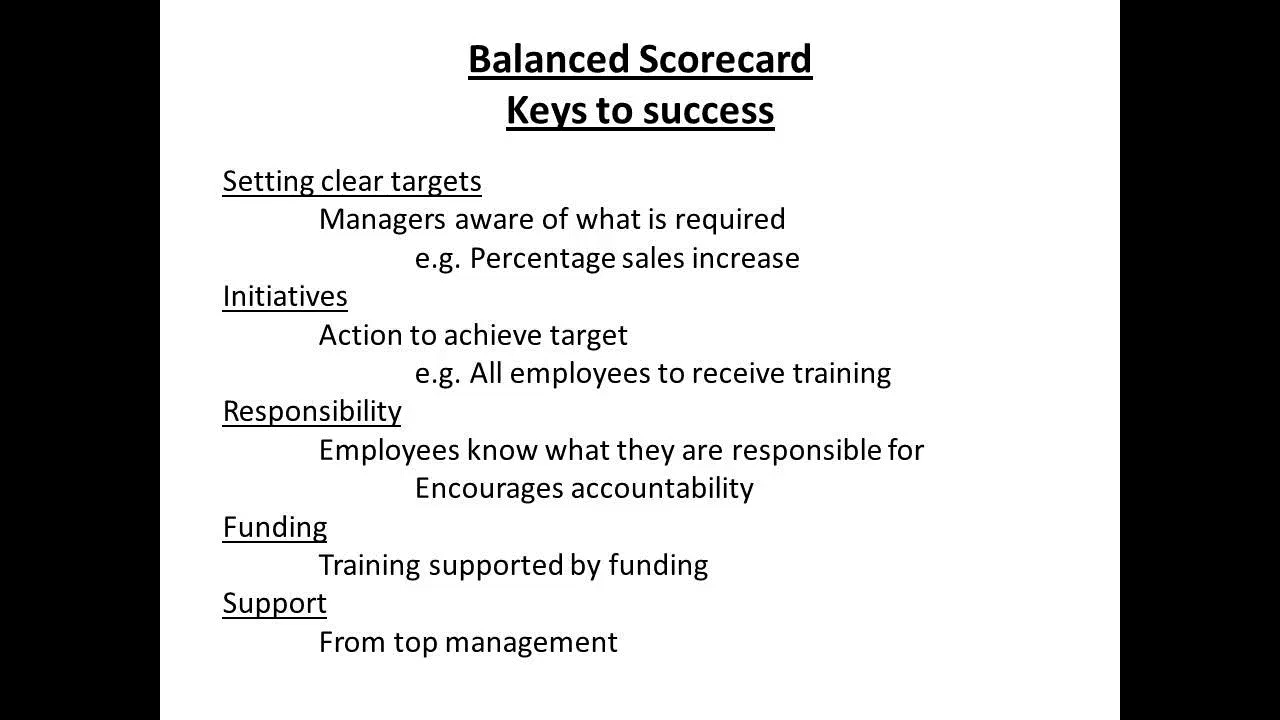 Balanced Scorecard
Keys to success
Setting clear targets
Managers aware of what is required
e.g. Percentage sales increase
Initiatives
Action to achieve target
e.g. All employees to receive training
Responsibility
Employees know what they are responsible for
Encourages accountability
Funding
Training supported by funding
Support
From top management